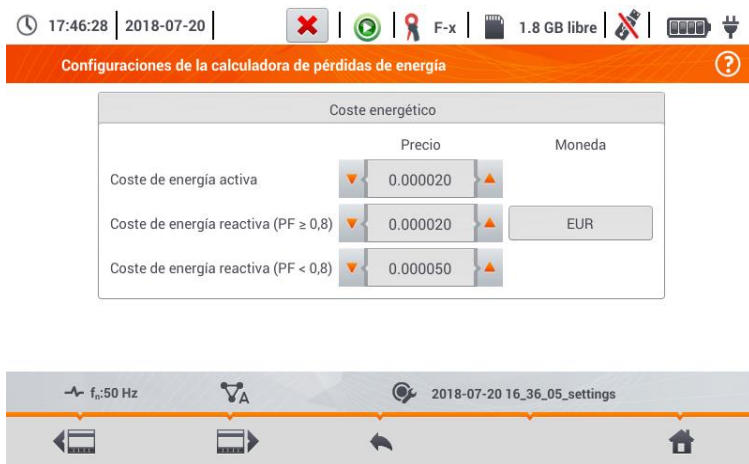 17:46:28 2018-07-20 F-x 1.8 GB libre
Configuraciones de la calculadora de pérdidas de energía ?
Coste energético
Precio Moneda
Coste de energía activa 0.000020
Coste de energía reactiva (PF ≥ 0,8) 0.000020 EUR
Coste de energía reactiva (PF < 0,8) 0.000050
fn:50 Hz A 2018-07-20 16_36_05_settings